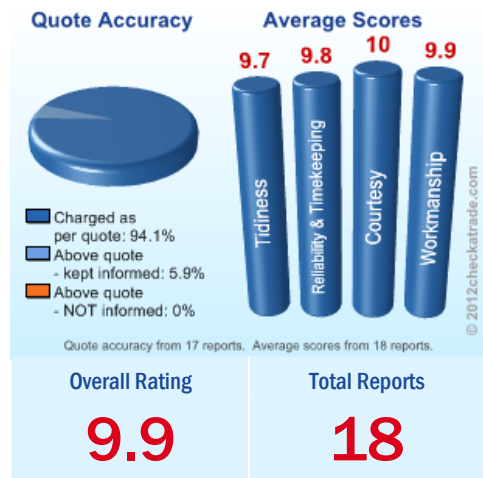 Quote Accuracy
Charged as
per quote: 94.1%
Above quote
- kept informed: 5.9%
Above quote
- NOT informed: 0%
Average Scores
9.7
9.8
10
9.9
Tidiness
Reliability & Timekeeping
Courtesy
Workmanship
© 2012checkatrade.com
Quote accuracy from 17 reports. Average scores from 18 reports.
Overall Rating
9.9
Total Reports
18